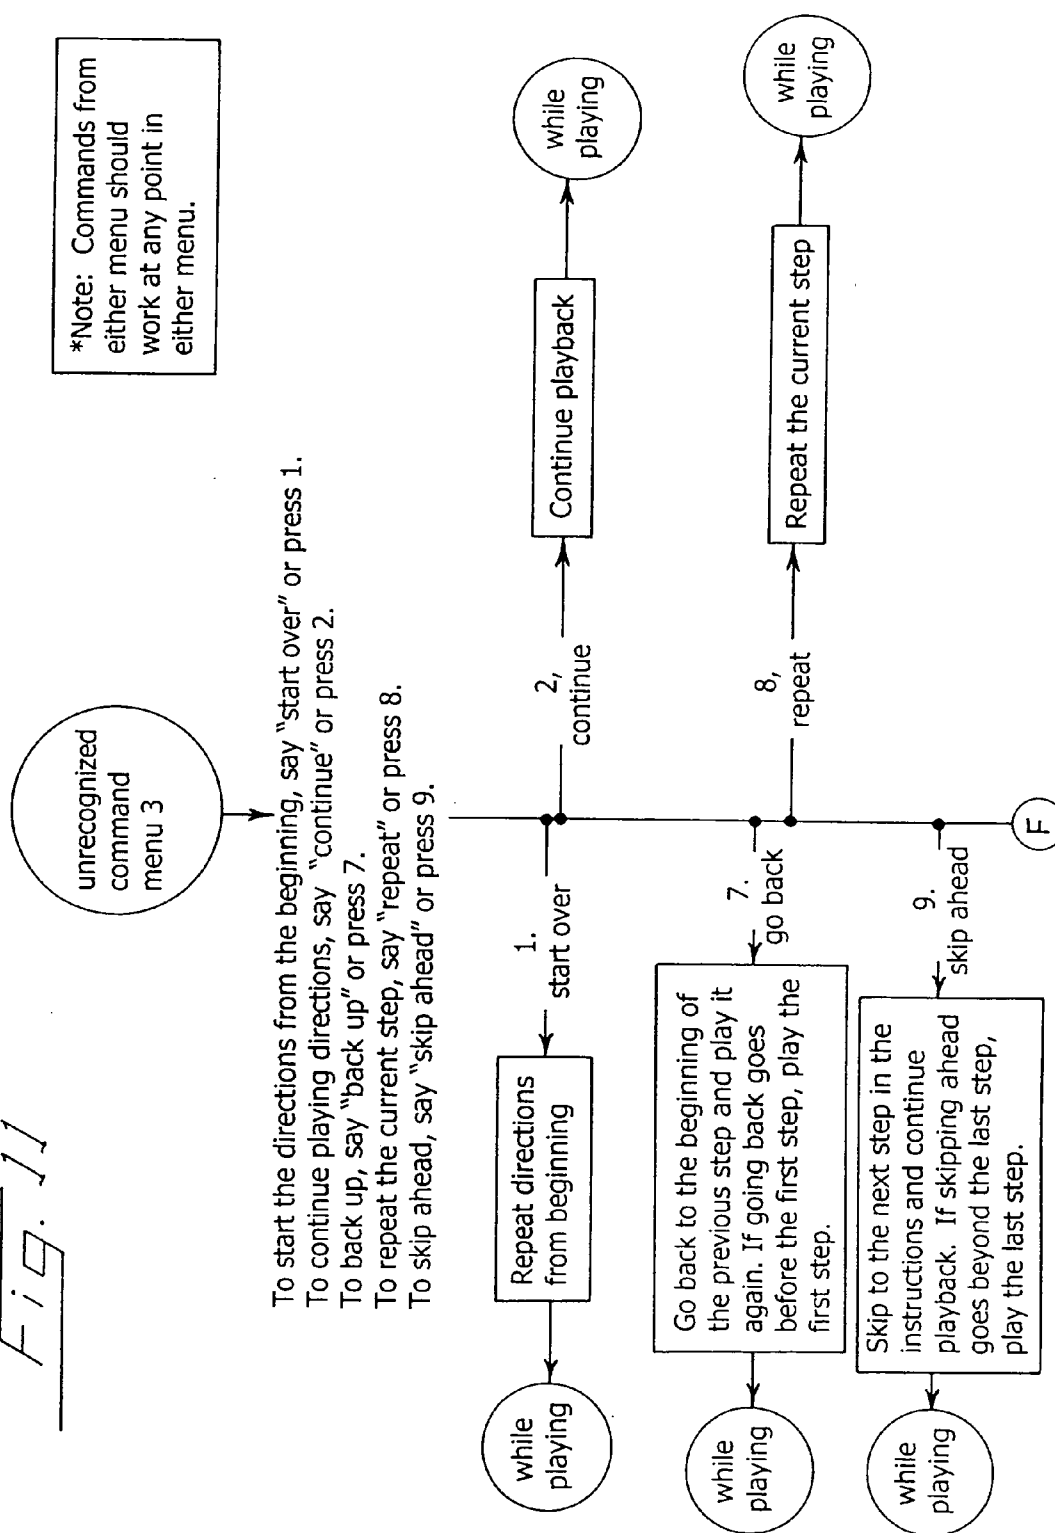 Fig. 11
unrecognized
command
menu 3
*Note: Commands from
either menu should
work at any point in
either menu.
To start the directions from the beginning, say "start over" or press 1.
To continue playing directions, say "continue" or press 2.
To back up, say "back up" or press 7.
To repeat the current step, say "repeat" or press 8.
To skip ahead, say "skip ahead" or press 9.
while
playing
Repeat directions
from beginning
1.
start over
2,
continue
Continue playback
while
playing
while
playing
Go back to the beginning of
the previous step and play it
again. If going back goes
before the first step, play the
first step.
7.
go back
8,
repeat
Repeat the current step
while
playing
while
playing
Skip to the next step in the
instructions and continue
playback. If skipping ahead
goes beyond the last step,
play the last step.
9.
skip ahead
F